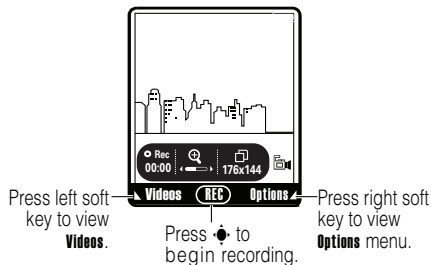 Rec
00:00
176x144
Videos REC Options
Press left soft
key to view
Videos.
Press to
begin recording.
Press right soft
key to view
Options menu.